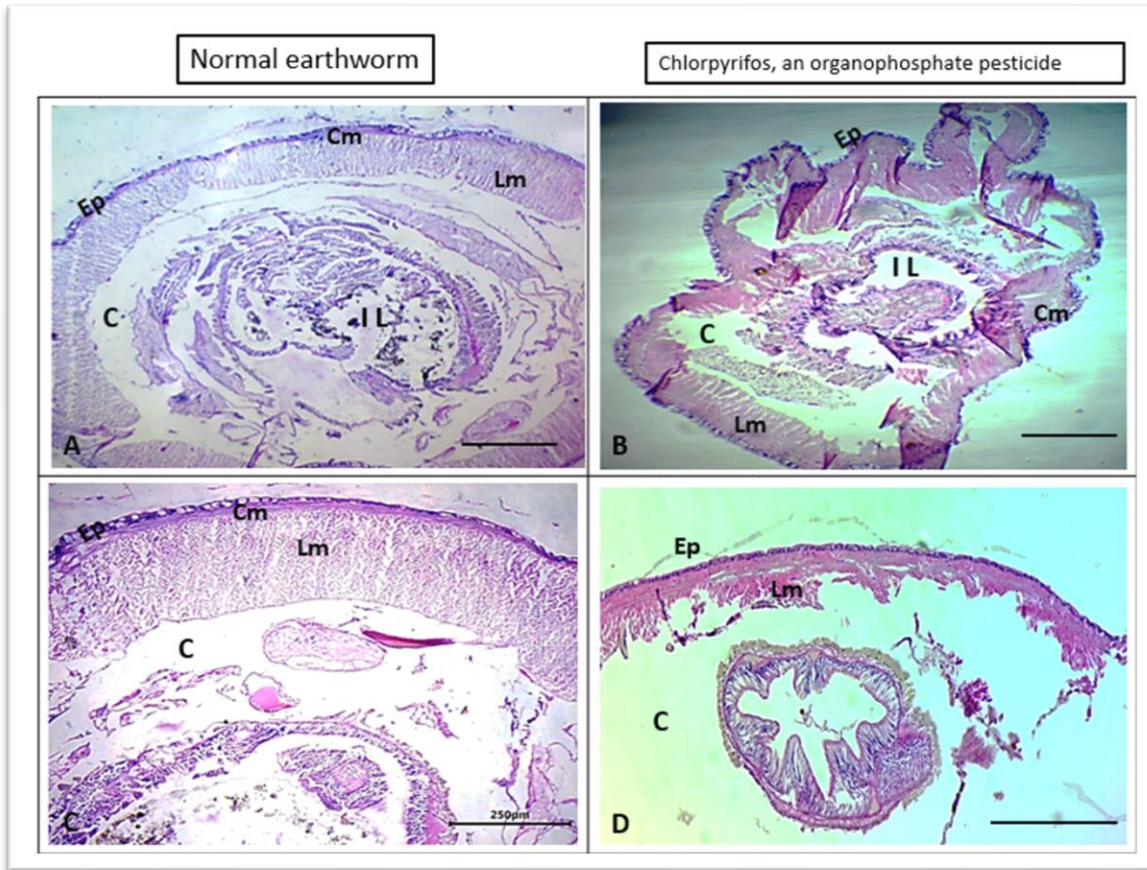 Normal earthworm
Chlorpyrifos, an organophosphate pesticide
Cm
Lm
Ep
C
I L
A
Ep
I L
Cm
C
Lm
B
Ep
Cm
Lm
C
250µm
C
Ep
Lm
C
D